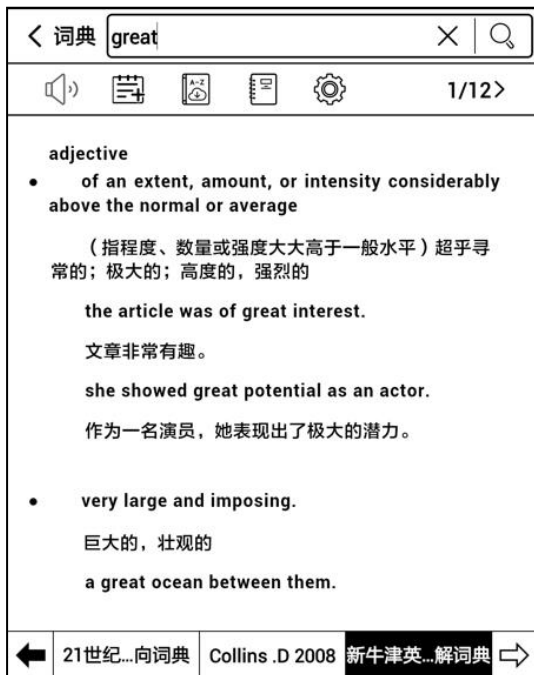 词典 great
1/12>
adjective
• of an extent, amount, or intensity considerably
above the normal or average
（指程度、数量或强度大大高于一般水平）超乎寻
常的；极大的；高度的，强烈的
the article was of great interest.
文章非常有趣。
she showed great potential as an actor.
作为一名演员，她表现出了极大的潜力。
• very large and imposing.
巨大的，壮观的
a great ocean between them.
21世纪...向词典 Collins .D 2008 新牛津英...解词典